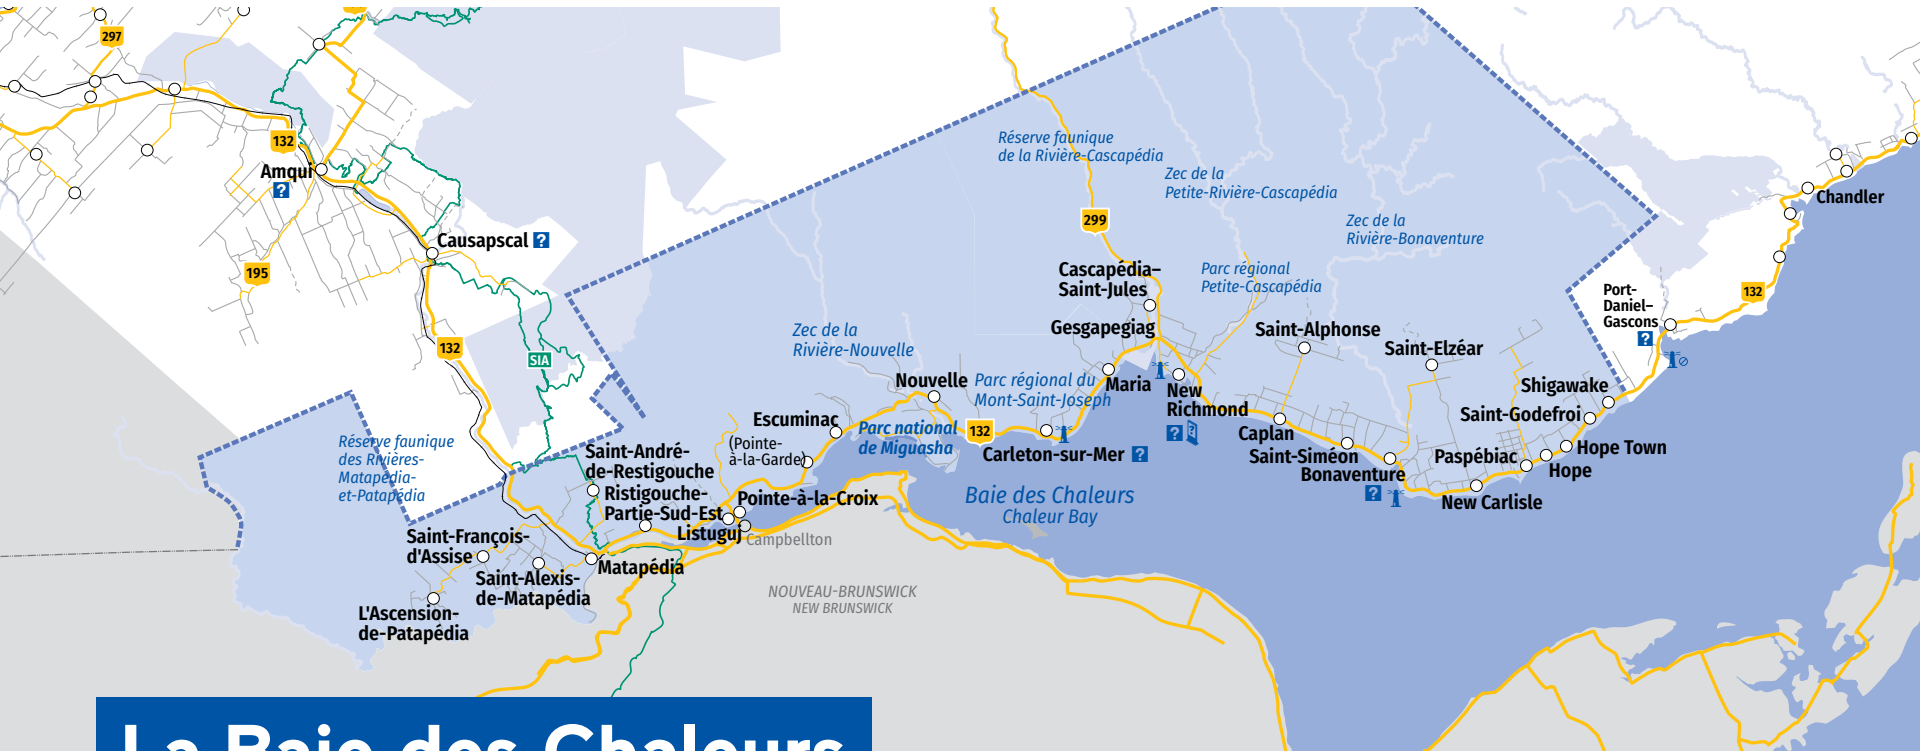 297
132
Amqui
?
Causapscal ?
195
132
SIA
Réserve faunique
de la Rivière-Cascapédia
Zec de la
Petite-Rivière-Cascapédia
299
Zec de la
Rivière-Bonaventure
Chandler
Cascapédia–
Saint-Jules
Parc régional
Petite-Cascapédia
Port-
Daniel–
Gascons
?
132
Zec de la
Rivière-Nouvelle
Gesgapegiag
Saint-Alphonse
Saint-Elzéar
Nouvelle
Parc régional du
Mont-Saint-Joseph
Maria
New
Richmond
?
Shigawake
Saint-Godefroi
Escuminac
(Pointe-
à-la-Garde)
Parc national
de Miguasha
132
Carleton-sur-Mer ?
Caplan
Saint-Siméon
Bonaventure
?
Paspébiac
Hope Town
Hope
New Carlisle
Réserve faunique
des Rivières-
Matapédia-
et-Patapédia
Saint-André-
de-Restigouche
Ristigouche-
Partie-Sud-Est
Pointe-à-la-Croix
Listuguj
Campbellton
Baie des Chaleurs
Chaleur Bay
Saint-François-
d'Assise
Saint-Alexis-
de-Matapédia
Matapédia
L'Ascension-
de-Patapédia
NOUVEAU-BRUNSWICK
NEW BRUNSWICK
La Baie des Chaleurs